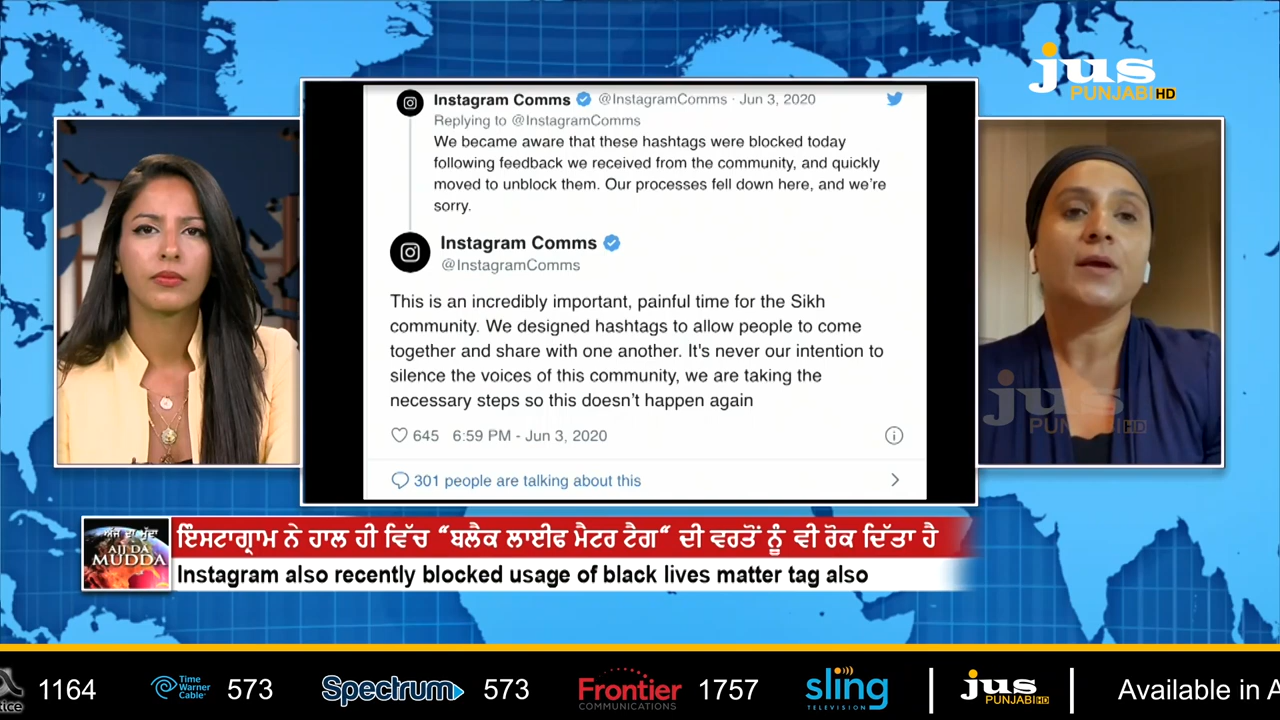 jus
PUNJABI HD
Instagram Comms @InstagramComms · Jun 3, 2020
Replying to @InstagramComms
We became aware that these hashtags were blocked today
following feedback we received from the community, and quickly
moved to unblock them. Our processes fell down here, and we’re
sorry.
Instagram Comms
@InstagramComms
This is an incredibly important, painful time for the Sikh
community. We designed hashtags to allow people to come
together and share with one another. It's never our intention to
silence the voices of this community, we are taking the
necessary steps so this doesn’t happen again
645 6:59 PM - Jun 3, 2020
301 people are talking about this
jus
PUNJABI HD
ਅੱਜ ਦਾ ਮੁੱਦਾ
AJJ DA
MUDDA
ਇੰਸਟਾਗ੍ਰਾਮ ਨੇ ਹਾਲ ਹੀ ਵਿੱਚ “ਬਲੈਕ ਲਾਈਫ ਮੈਟਰ ਟੈਗ“ ਦੀ ਵਰਤੋਂ ਨੂੰ ਵੀ ਰੋਕ ਦਿੱਤਾ ਹੈ
Instagram also recently blocked usage of black lives matter tag also
1164 Time Warner Cable 573 Spectrum 573 Frontier COMMUNICATIONS 1757 sling TELEVISION jus PUNJABI HD Available in